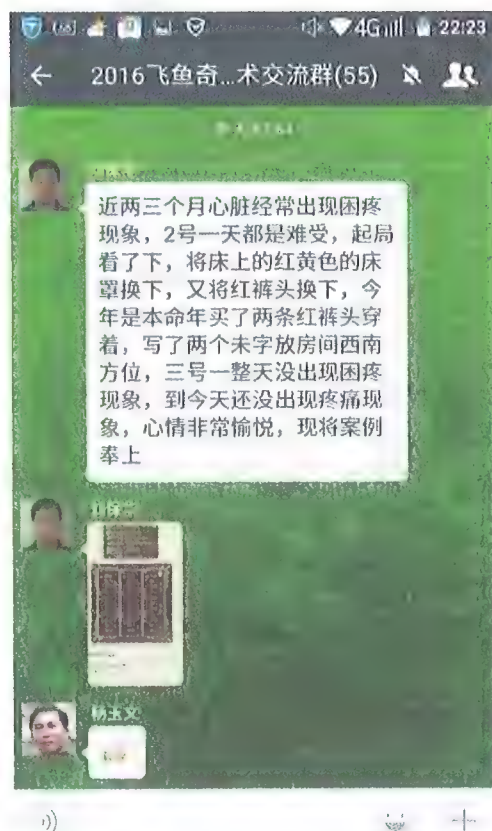 4G 22:23
2016飞鱼奇...术交流群(55)
近两三个月心脏经常出现困疼
现象，2号一天都是难受，起局
看了下，将床上的红黄色的床
罩换下，又将红裤头换下，今
年是本命年买了两条红裤头穿
着，写了两个未字放房间西南
方位，三号一整天没出现困疼
现象，到今天还没出现疼痛现
象，心情非常愉悦，现将案例
奉上
杨玉文